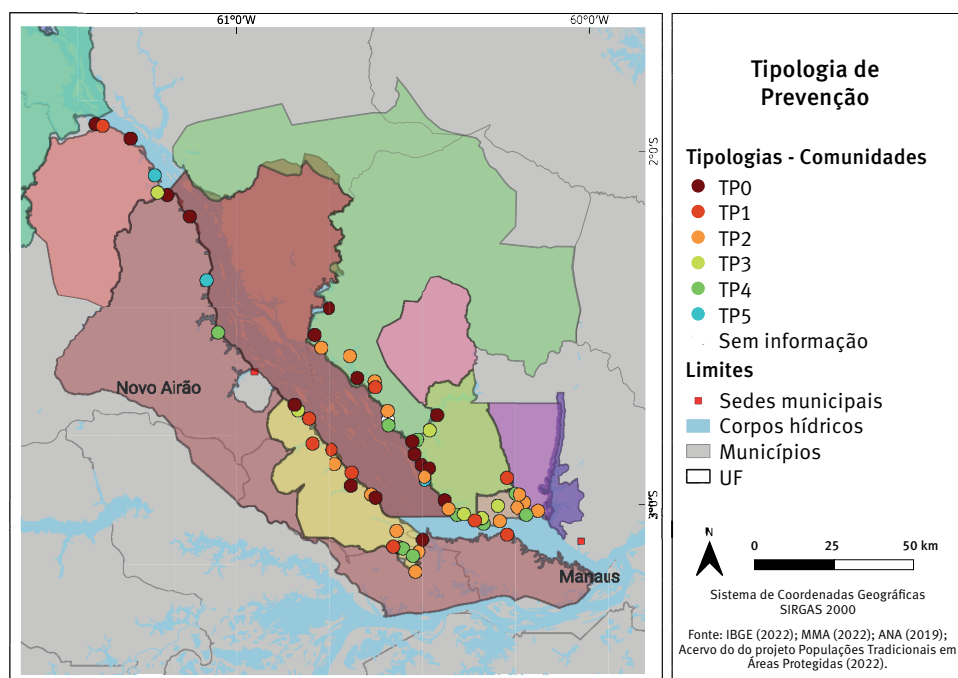 61°0'W
60°0'W
2°0'S
3°0'S
Novo Airão
Manaus
Tipologia de
Prevenção
Tipologias - Comunidades
TP0
TP1
TP2
TP3
TP4
TP5
Sem informação
Limites
Sedes municipais
Corpos hídricos
Municípios
UF
N
0 25 50 km
Sistema de Coordenadas Geográficas
SIRGAS 2000
Fonte: IBGE (2022); MMA (2022); ANA (2019);
Acervo do do projeto Populações Tradicionais em
Áreas Protegidas (2022).